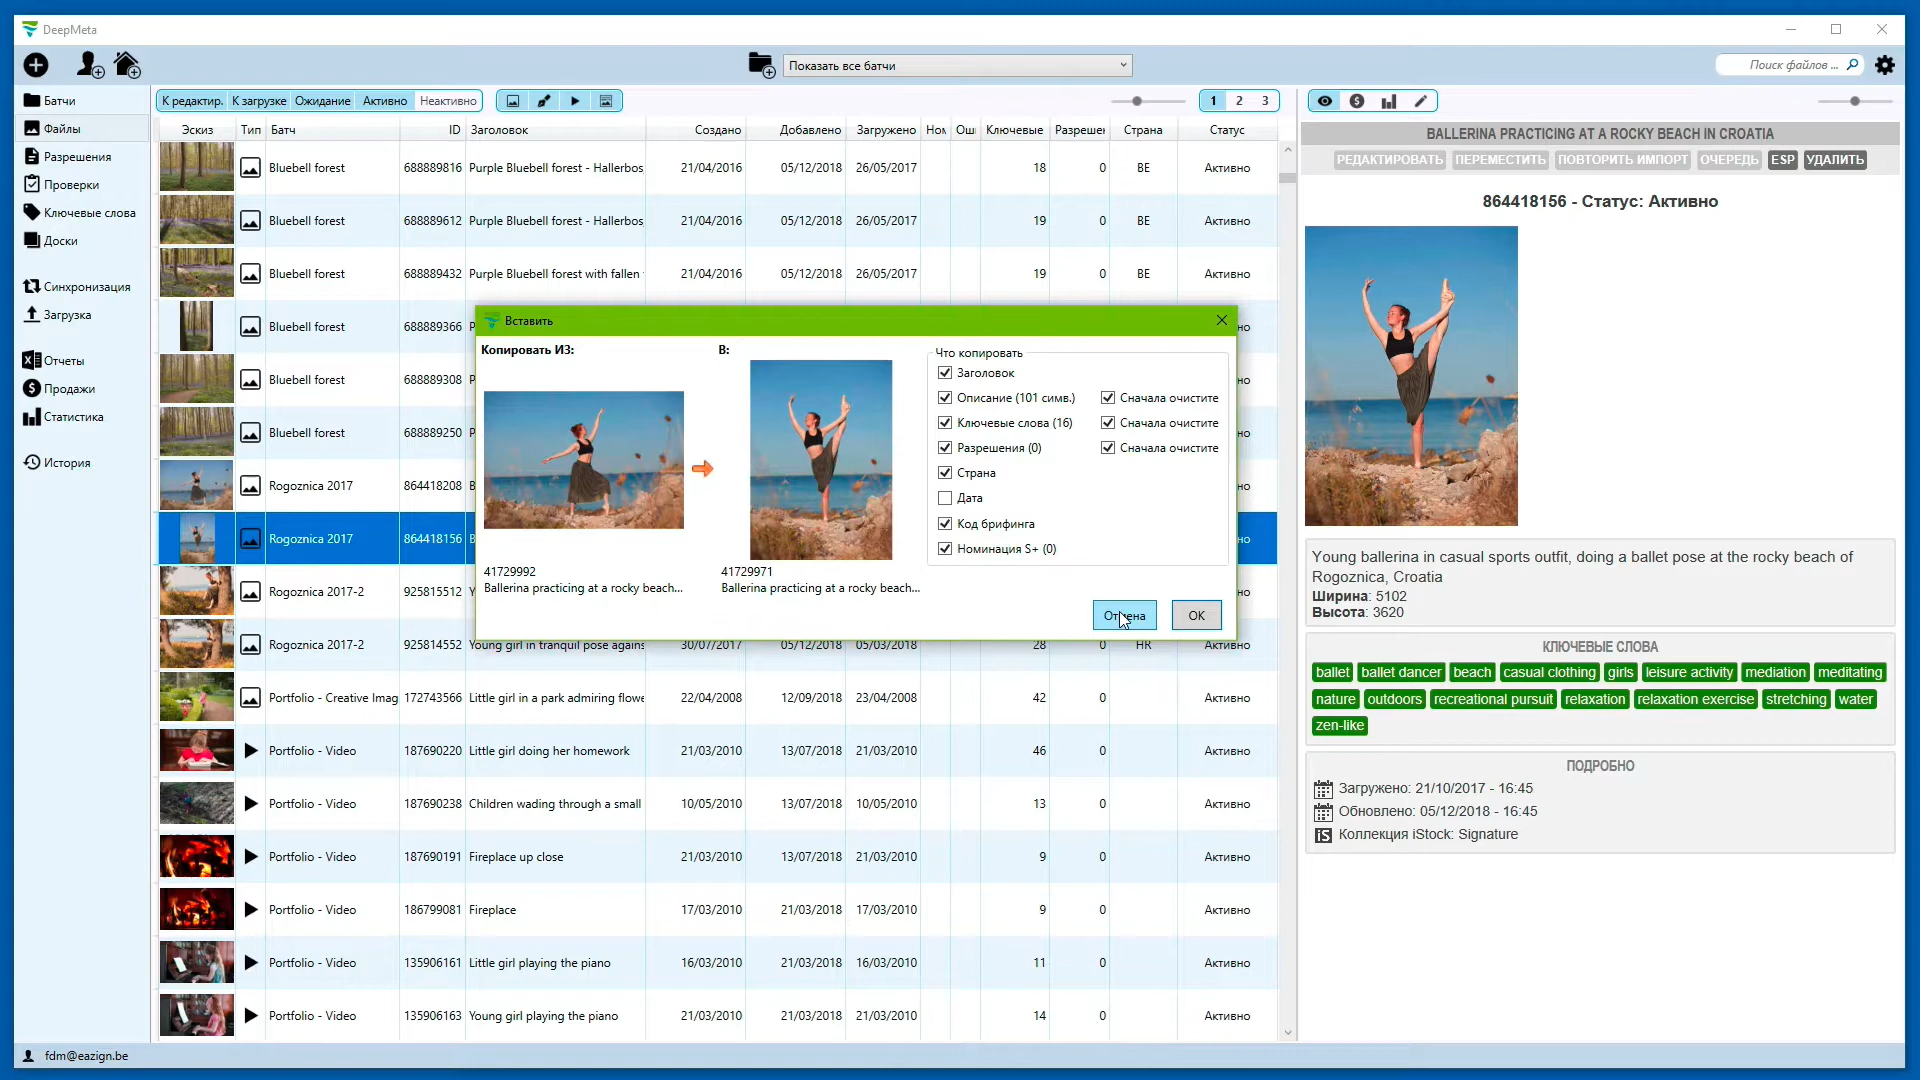 DeepMeta
Показать все батчи
Поиск файлов ...
Батчи
Файлы
Разрешения
Проверки
Ключевые слова
Доски
Синхронизация
Загрузка
Отчеты
Продажи
Статистика
История
К редактир. К загрузке Ожидание Активно Неактивно
1 2 3
Эскиз Тип Батч ID Заголовок Создано Добавлено Загружено Ном Ош Ключевые Разрешен Страна Статус
Bluebell forest 688889816 Purple Bluebell forest - Hallerbos, 21/04/2016 05/12/2018 26/05/2017 18 0 BE Активно
Bluebell forest 688889612 Purple Bluebell forest - Hallerbos, 21/04/2016 05/12/2018 26/05/2017 19 0 BE Активно
Bluebell forest 688889432 Purple Bluebell forest with fallen 21/04/2016 05/12/2018 26/05/2017 19 0 BE Активно
Bluebell forest 688889366
Bluebell forest 688889308
Bluebell forest 688889250
Rogoznica 2017 864418208
Rogoznica 2017 864418156
Rogoznica 2017-2 925815512
Rogoznica 2017-2 925814552 Young girl in tranquil pose agains 30/07/2017 05/12/2018 05/03/2018 28 0 HR Активно
Portfolio - Creative Imag 172743566 Little girl in a park admiring flowe 22/04/2008 12/09/2018 23/04/2008 42 0 Активно
Portfolio - Video 187690220 Little girl doing her homework 21/03/2010 13/07/2018 21/03/2010 46 0 Активно
Portfolio - Video 187690238 Children wading through a small 10/05/2010 13/07/2018 10/05/2010 13 0 Активно
Portfolio - Video 187690191 Fireplace up close 21/03/2010 13/07/2018 21/03/2010 9 0 Активно
Portfolio - Video 186799081 Fireplace 17/03/2010 21/03/2018 17/03/2010 9 0 Активно
Portfolio - Video 135906161 Little girl playing the piano 16/03/2010 21/03/2018 16/03/2010 11 0 Активно
Portfolio - Video 135906163 Young girl playing the piano 21/03/2010 21/03/2018 21/03/2010 14 0 Активно
Вставить
Копировать ИЗ:
В:
41729992
Ballerina practicing at a rocky beach...
41729971
Ballerina practicing at a rocky beach...
Что копировать
Заголовок
Описание (101 симв.) Сначала очистите
Ключевые слова (16) Сначала очистите
Разрешения (0) Сначала очистите
Страна
Дата
Код брифинга
Номинация S+ (0)
Отмена OK
BALLERINA PRACTICING AT A ROCKY BEACH IN CROATIA
РЕДАКТИРОВАТЬ ПЕРЕМЕСТИТЬ ПОВТОРИТЬ ИМПОРТ ОЧЕРЕДЬ ESP УДАЛИТЬ
864418156 - Статус: Активно
Young ballerina in casual sports outfit, doing a ballet pose at the rocky beach of
Rogoznica, Croatia
Ширина: 5102
Высота: 3620
КЛЮЧЕВЫЕ СЛОВА
ballet ballet dancer beach casual clothing girls leisure activity mediation meditating
nature outdoors recreational pursuit relaxation relaxation exercise stretching water
zen-like
ПОДРОБНО
Загружено: 21/10/2017 - 16:45
Обновлено: 05/12/2018 - 16:45
iS Коллекция iStock: Signature
fdm@eazign.be